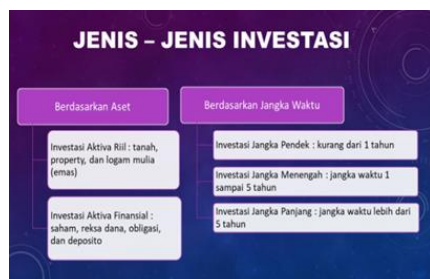 JENIS – JENIS INVESTASI
Berdasarkan Aset
Investasi Aktiva Riil : tanah,
property, dan logam mulia
(emas)
Investasi Aktiva Finansial :
saham, reksa dana, obligasi,
dan deposito
Berdasarkan Jangka Waktu
Investasi Jangka Pendek : kurang dari 1 tahun
Investasi Jangka Menengah : jangka waktu 1
sampai 5 tahun
Investasi Jangka Panjang : jangka waktu lebih dari
5 tahun